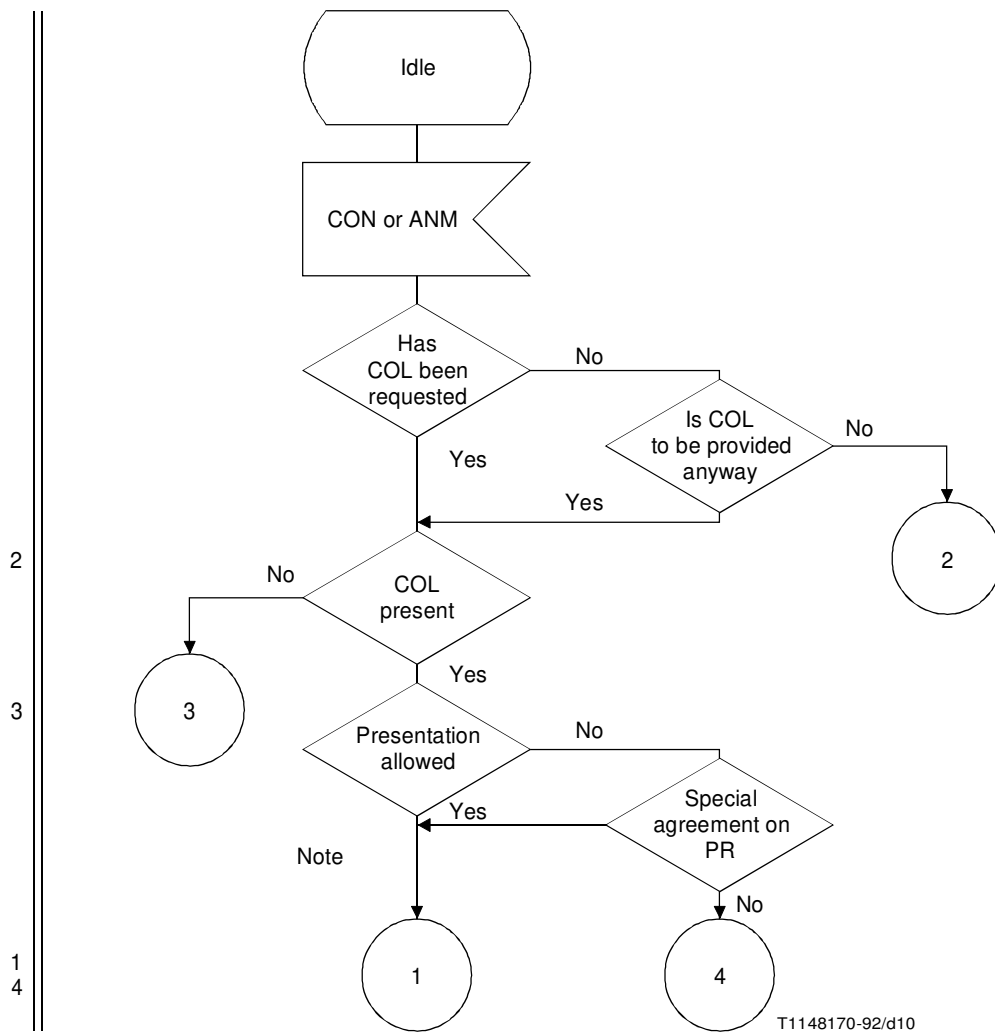 Idle
CON or ANM
Has
COL been
requested
No
Is COL
to be provided
anyway
No
Yes
Yes
2
2
No
COL
present
Yes
3
3
Presentation
allowed
No
Yes
Special
agreement on
PR
Note
No
1
4
1
4
T1148170-92/d10